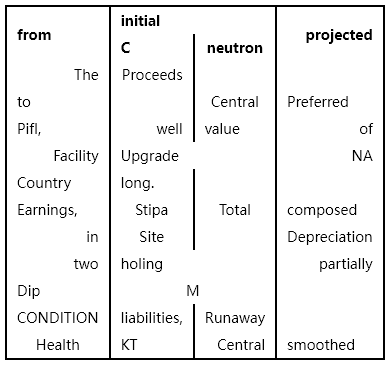 from initial projected
C neutron
The Proceeds
to Central Preferred
Pifl, well value of
Facility Upgrade NA
Country long.
Earnings, Stipa Total composed
in Site Depreciation
two holing partially
Dip M
CONDITION liabilities, Runaway
Health KT Central smoothed